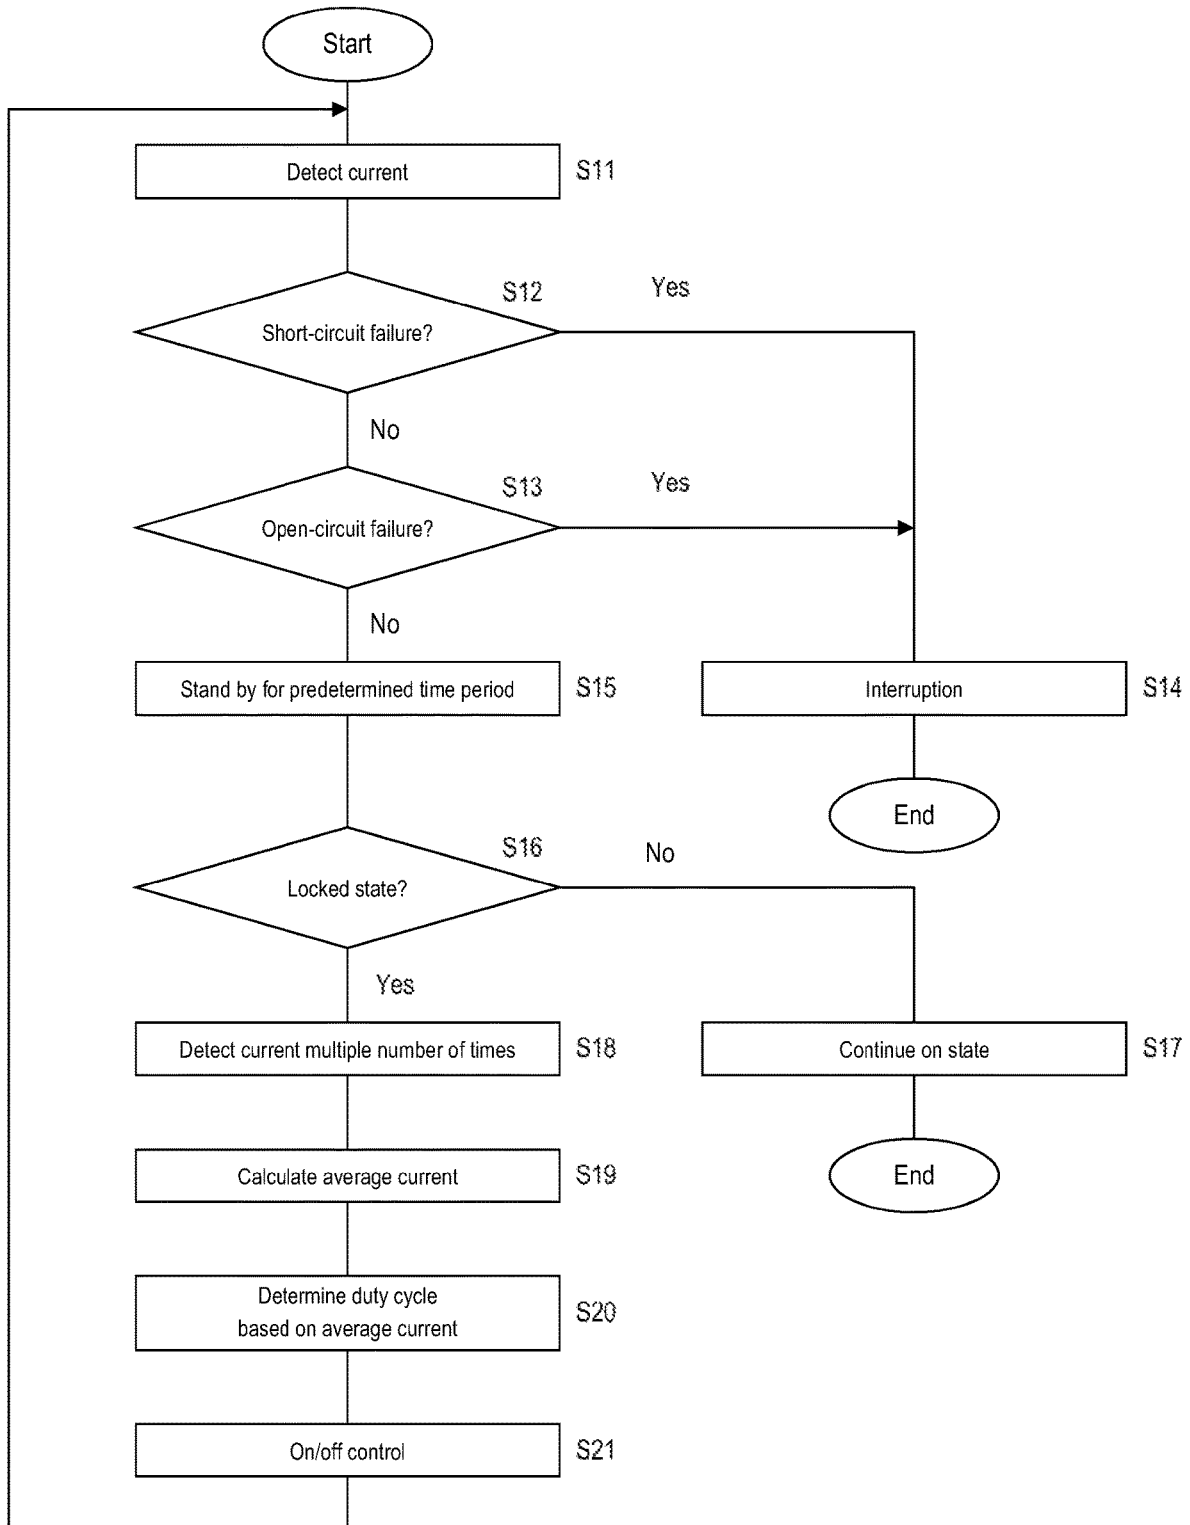 Start
Detect current
S11
S12
Yes
Short-circuit failure?
No
S13
Yes
Open-circuit failure?
No
Stand by for predetermined time period
S15
Interruption
S14
End
S16
No
Locked state?
Yes
Detect current multiple number of times
S18
Continue on state
S17
Calculate average current
S19
End
Determine duty cycle
based on average current
S20
On/off control
S21